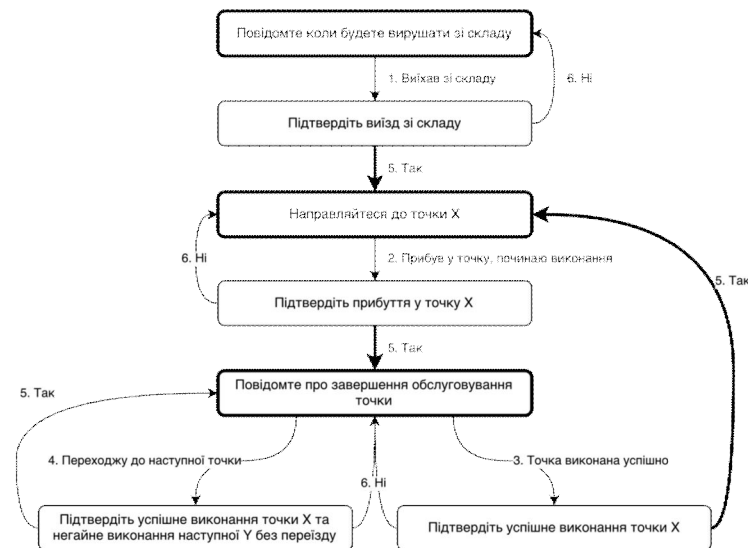 Повідомте коли будете вирушати зі складу
1. Виїхав зі складу
6. Ні
Підтвердіть виїзд зі складу
5. Так
Направляйтеся до точки X
6. Ні
2. Прибув у точку, починаю виконання
5. Так
Підтвердіть прибуття у точку X
5. Так
Повідомте про завершення обслуговування
точки
5. Так
4. Переходжу до наступної точки
3. Точка виконана успішно
6. Ні
Підтвердіть успішне виконання точки X та
негайне виконання наступної Y без переїзду
Підтвердіть успішне виконання точки X